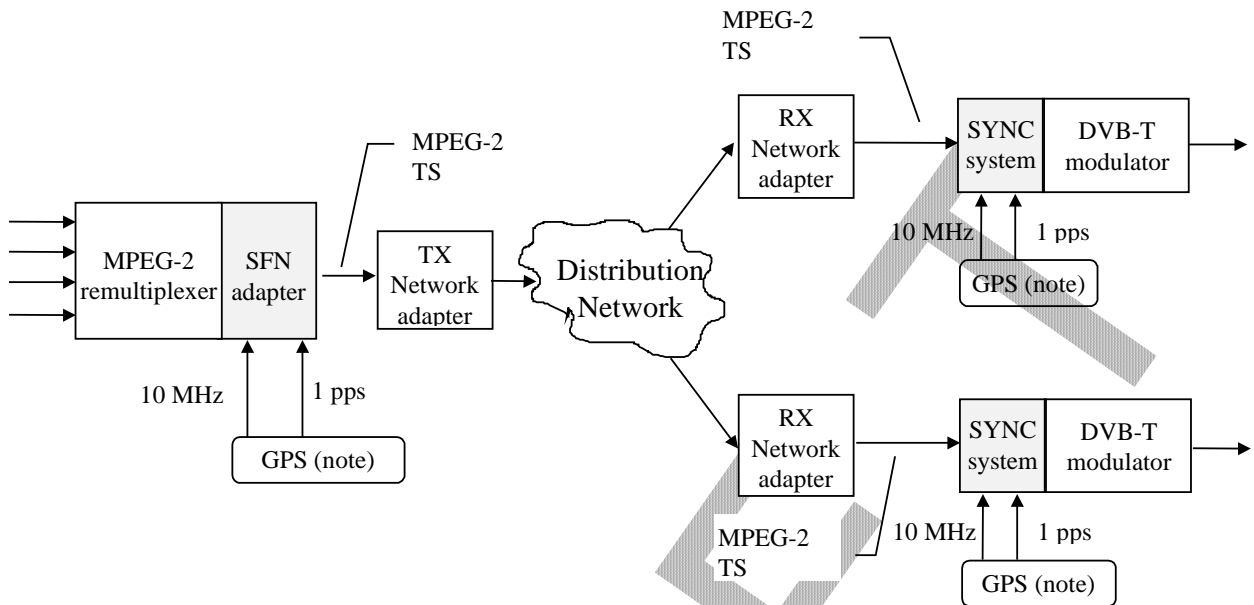 MPEG-2
remultiplexer
SFN
adapter
10 MHz
1 pps
GPS (note)
MPEG-2
TS
TX
Network
adapter
Distribution
Network
RX
Network
adapter
MPEG-2
TS
SYNC
system
DVB-T
modulator
10 MHz
1 pps
GPS (note)
RX
Network
adapter
MPEG-2
TS
SYNC
system
DVB-T
modulator
10 MHz
1 pps
GPS (note)